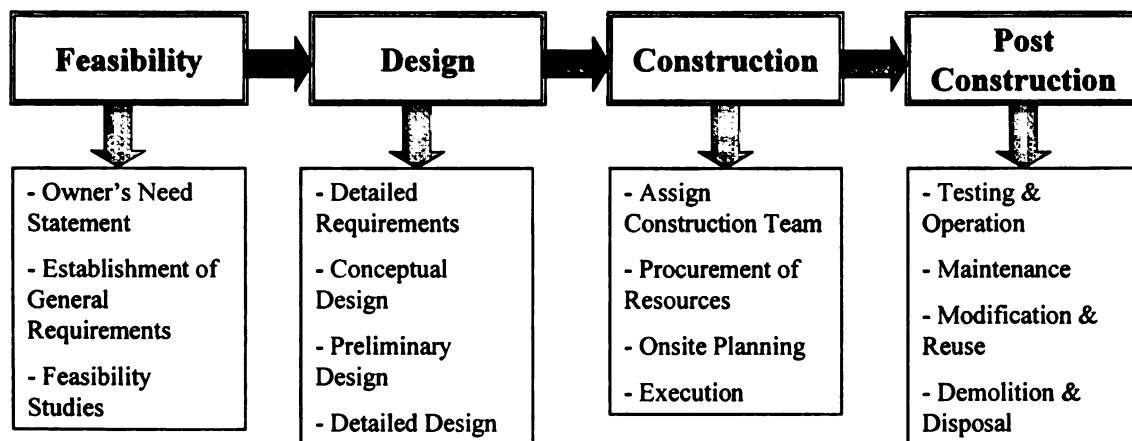 Feasibility
Design
Construction
Post
Construction
- Owner's Need
Statement
- Establishment of
General
Requirements
- Feasibility
Studies
- Detailed
Requirements
- Conceptual
Design
- Preliminary
Design
- Detailed Design
- Assign
Construction Team
- Procurement of
Resources
- Onsite Planning
- Execution
- Testing &
Operation
- Maintenance
- Modification &
Reuse
- Demolition &
Disposal